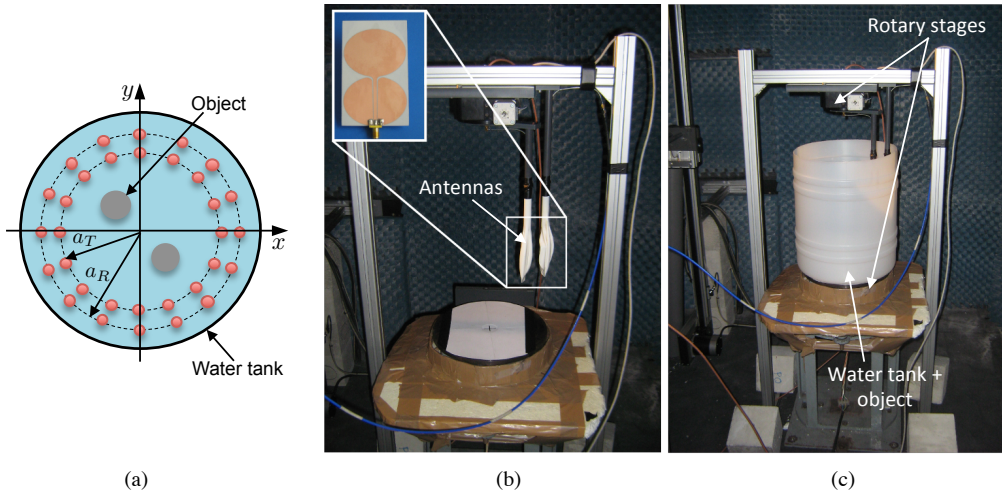 y
Object
x
a_T
a_R
Water tank
(a)
Antennas
(b)
Rotary stages
Water tank +
object
(c)